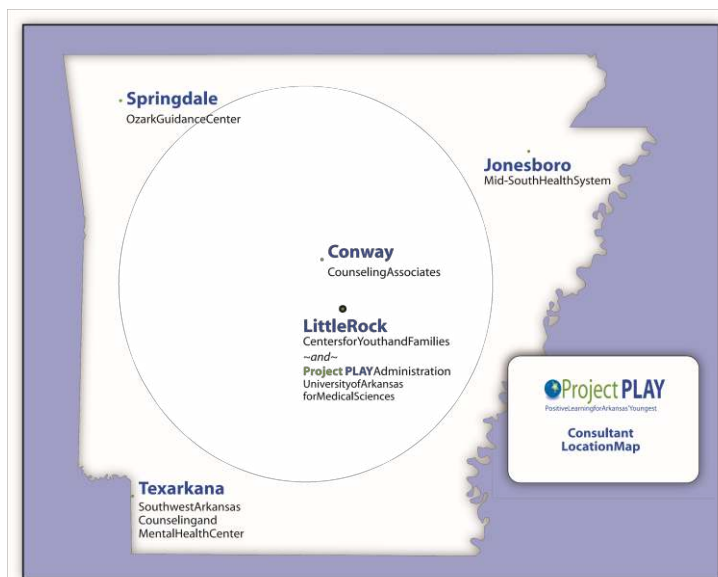 Springdale
OzarkGuidanceCenter
Jonesboro
Mid-SouthHealthSystem
Conway
CounselingAssociates
LittleRock
CentersforYouthandFamilies
~and~
Project PLAYAdministration
UniversityofArkansas
forMedicalSciences
Project PLAY
PositiveLearningforArkansas'Youngest
Consultant
LocationMap
Texarkana
SouthwestArkansas
Counselingand
MentalHealthCenter